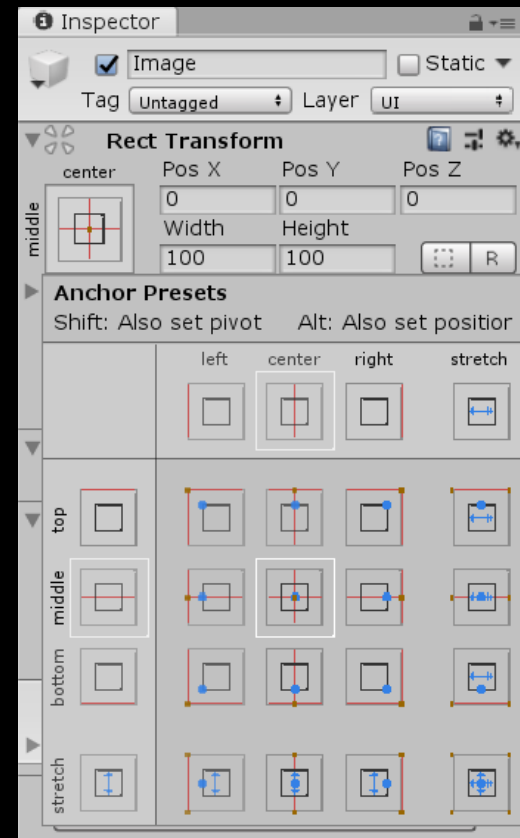 Inspector
Image
Static
Tag Untagged Layer UI
Rect Transform
center
Pos X Pos Y Pos Z
middle
0 0 0
Width Height
100 100
R
Anchor Presets
Shift: Also set pivot Alt: Also set position
left center right stretch
top
middle
bottom
stretch